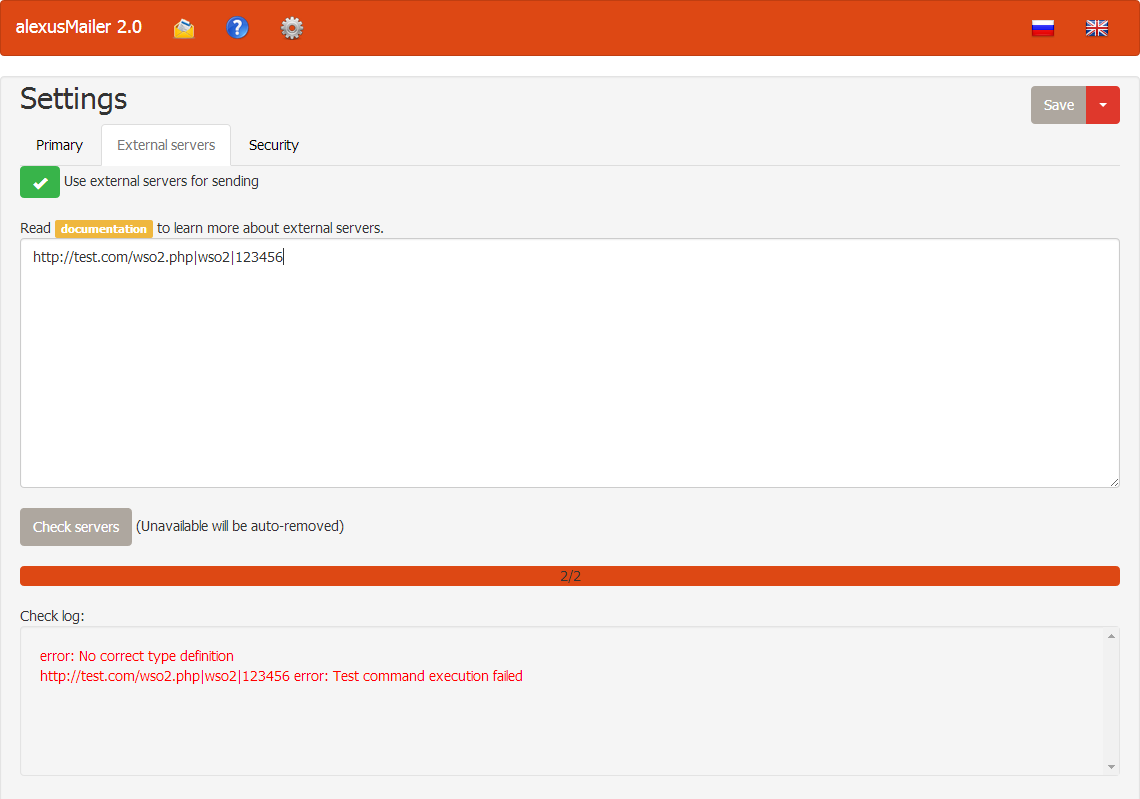 alexusMailer 2.0
Settings
Save
Primary External servers Security
Use external servers for sending
Read documentation to learn more about external servers.
http://test.com/wso2.php|wso2|123456
Check servers (Unavailable will be auto-removed)
2/2
Check log:
error: No correct type definition
http://test.com/wso2.php|wso2|123456 error: Test command execution failed